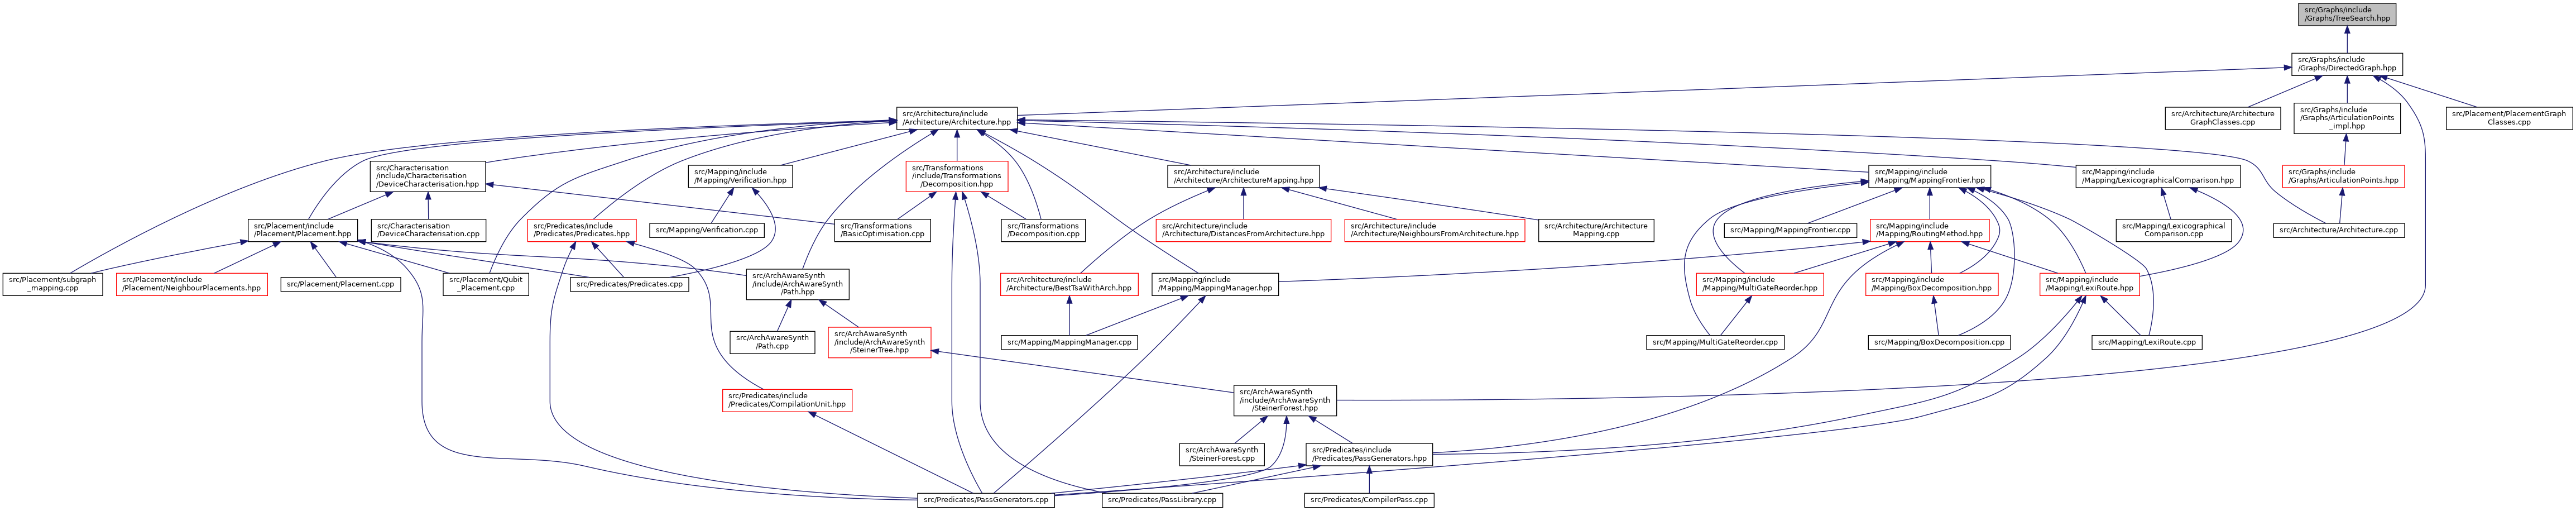 src/Graphs/include
/Graphs/TreeSearch.hpp
src/Graphs/include
/Graphs/DirectedGraph.hpp
src/Architecture/include
/Architecture/Architecture.hpp
src/Architecture/Architecture
GraphClasses.cpp
src/Graphs/include
/Graphs/ArticulationPoints
_impl.hpp
src/Placement/PlacementGraph
Classes.cpp
src/Characterisation
/include/Characterisation
/DeviceCharacterisation.hpp
src/Mapping/include
/Mapping/Verification.hpp
src/Transformations
/include/Transformations
/Decomposition.hpp
src/Architecture/include
/Architecture/ArchitectureMapping.hpp
src/Mapping/include
/Mapping/MappingFrontier.hpp
src/Mapping/include
/Mapping/LexicographicalComparison.hpp
src/Graphs/include
/Graphs/ArticulationPoints.hpp
src/Placement/include
/Placement/Placement.hpp
src/Characterisation
/DeviceCharacterisation.cpp
src/Predicates/include
/Predicates/Predicates.hpp
src/Mapping/Verification.cpp
src/Transformations
/BasicOptimisation.cpp
src/Transformations
/Decomposition.cpp
src/Architecture/include
/Architecture/DistancesFromArchitecture.hpp
src/Architecture/include
/Architecture/NeighboursFromArchitecture.hpp
src/Architecture/Architecture
Mapping.cpp
src/Mapping/MappingFrontier.cpp
src/Mapping/include
/Mapping/RoutingMethod.hpp
src/Mapping/Lexicographical
Comparison.cpp
src/Architecture/Architecture.cpp
src/Placement/subgraph
_mapping.cpp
src/Placement/include
/Placement/NeighbourPlacements.hpp
src/Placement/Placement.cpp
src/Placement/Qubit
_Placement.cpp
src/Predicates/Predicates.cpp
src/ArchAwareSynth
/include/ArchAwareSynth
/Path.hpp
src/Architecture/include
/Architecture/BestTsaWithArch.hpp
src/Mapping/include
/Mapping/MappingManager.hpp
src/Mapping/include
/Mapping/MultiGateReorder.hpp
src/Mapping/include
/Mapping/BoxDecomposition.hpp
src/Mapping/include
/Mapping/LexiRoute.hpp
src/ArchAwareSynth
/Path.cpp
src/ArchAwareSynth
/include/ArchAwareSynth
/SteinerTree.hpp
src/Mapping/MappingManager.cpp
src/Mapping/MultiGateReorder.cpp
src/Mapping/BoxDecomposition.cpp
src/Mapping/LexiRoute.cpp
src/Predicates/include
/Predicates/CompilationUnit.hpp
src/ArchAwareSynth
/include/ArchAwareSynth
/SteinerForest.hpp
src/ArchAwareSynth
/SteinerForest.cpp
src/Predicates/include
/Predicates/PassGenerators.hpp
src/Predicates/PassGenerators.cpp
src/Predicates/PassLibrary.cpp
src/Predicates/CompilerPass.cpp